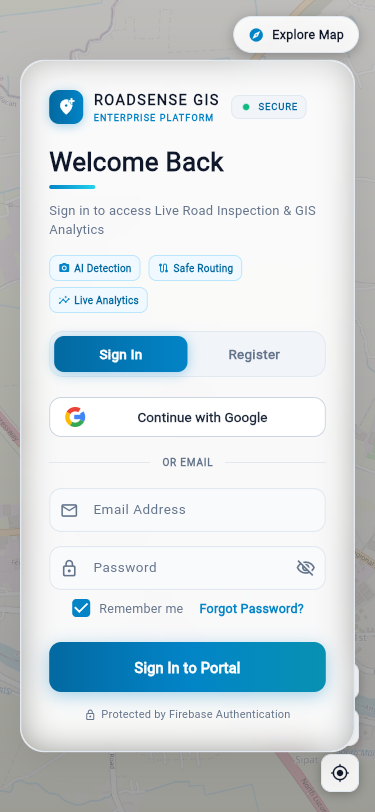 Explore Map
ROADSENSE GIS
SECURE
ENTERPRISE PLATFORM
Welcome Back
Sign in to access Live Road Inspection & GIS
Analytics
AI Detection
Safe Routing
Live Analytics
Sign In
Register
Continue with Google
OR EMAIL
Email Address
Password
Remember me
Forgot Password?
Sign In to Portal
Protected by Firebase Authentication